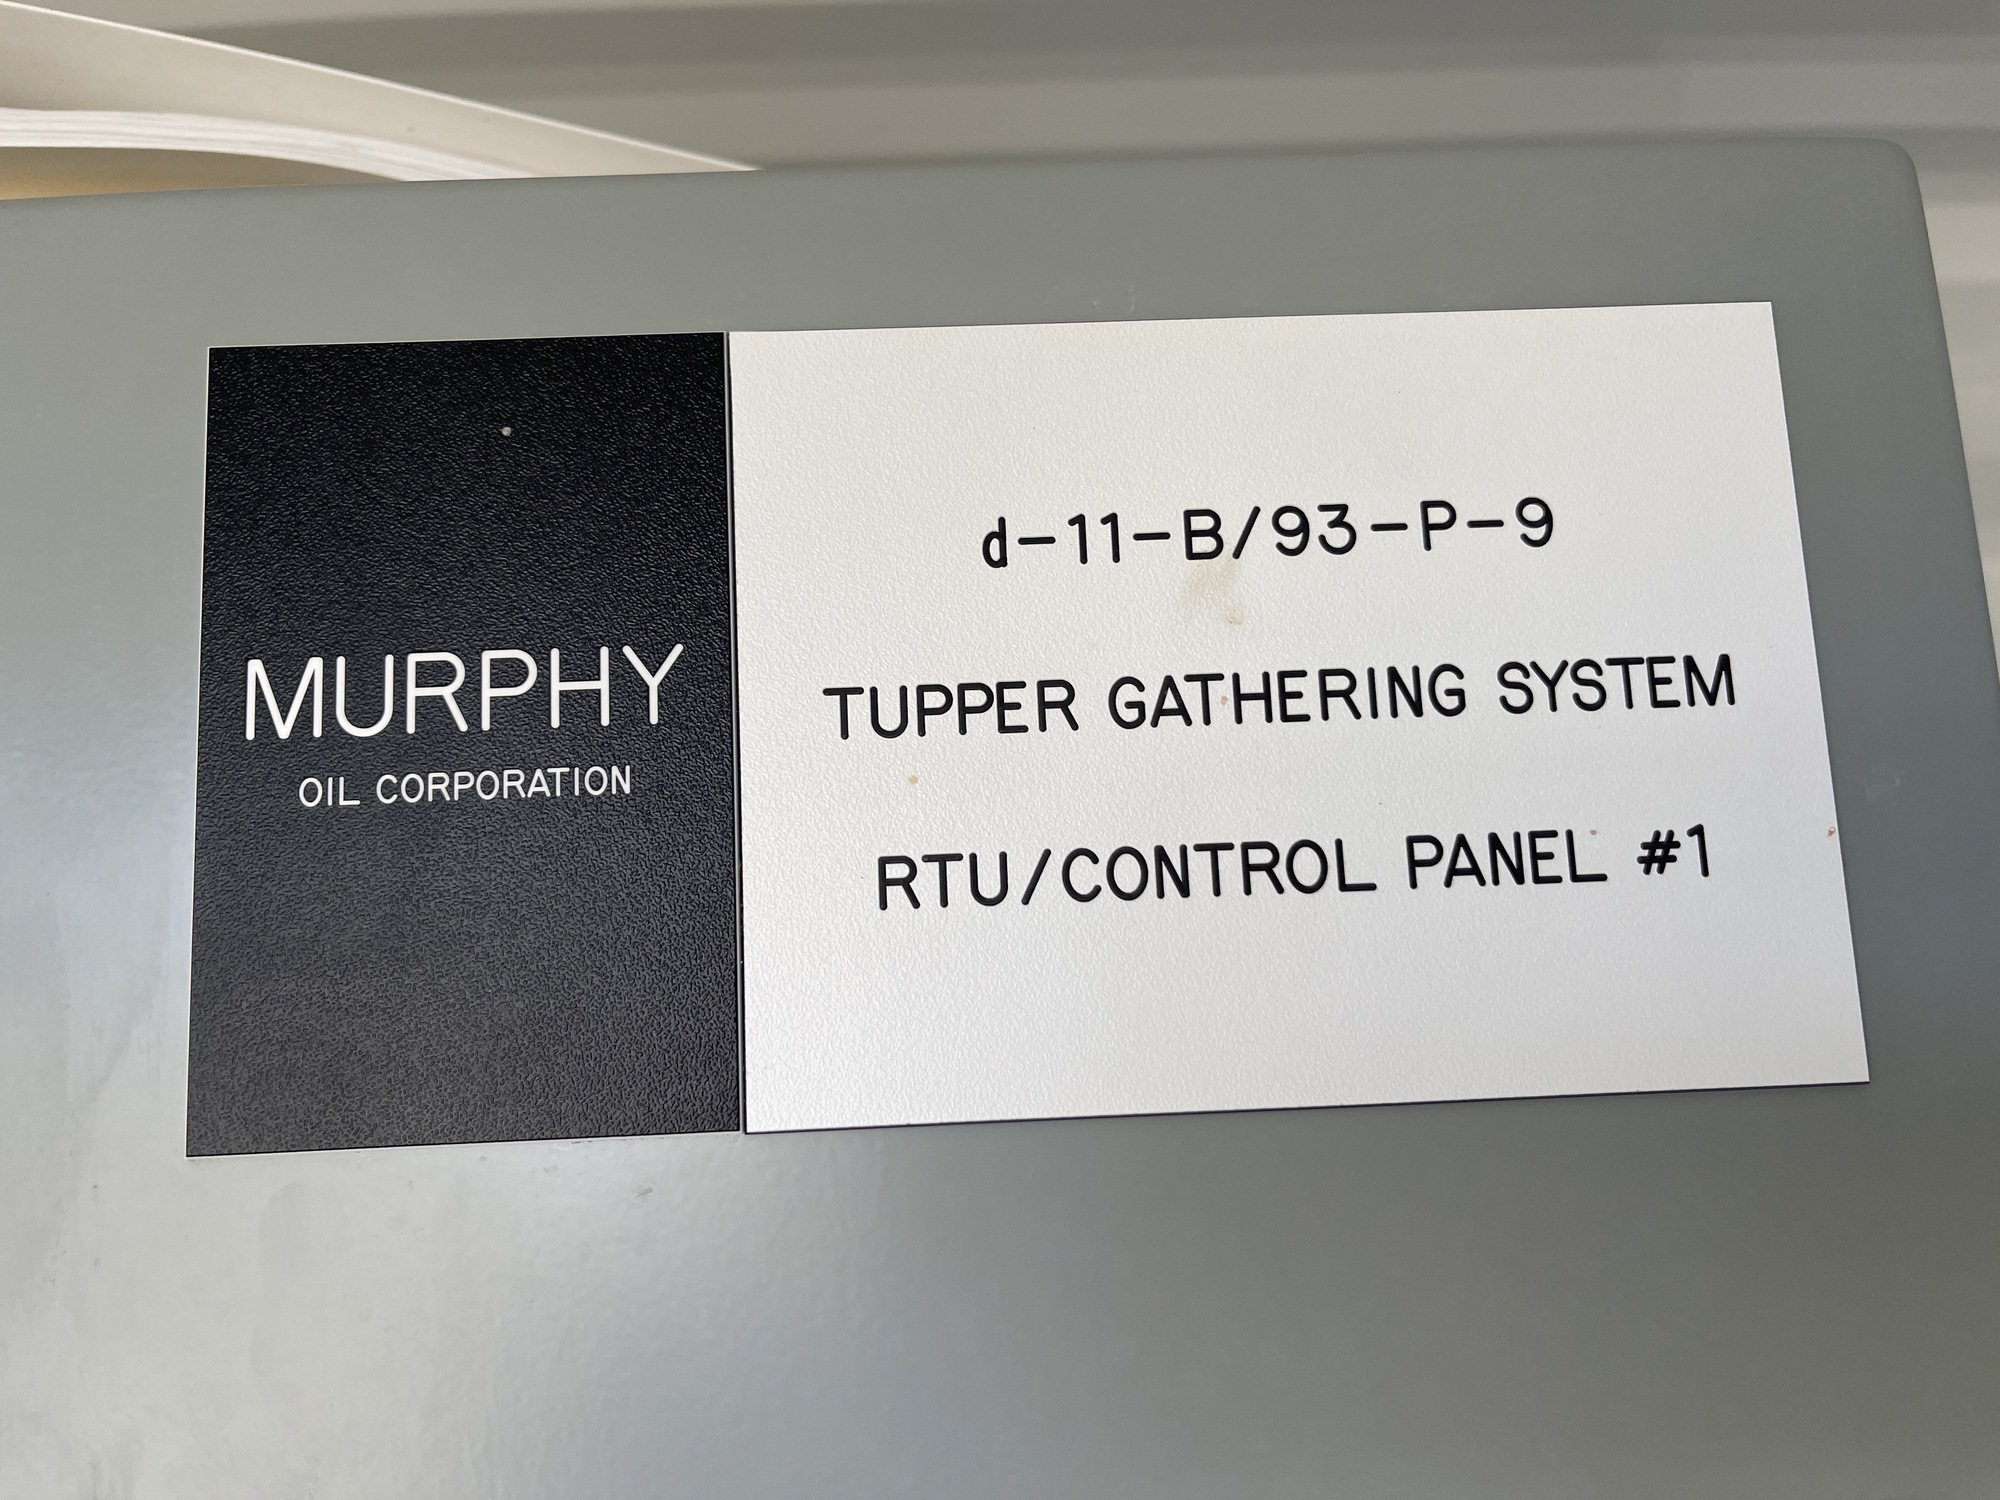 MURPHY
OIL CORPORATION
d-11-B/93-P-9
TUPPER GATHERING SYSTEM
RTU/CONTROL PANEL #1